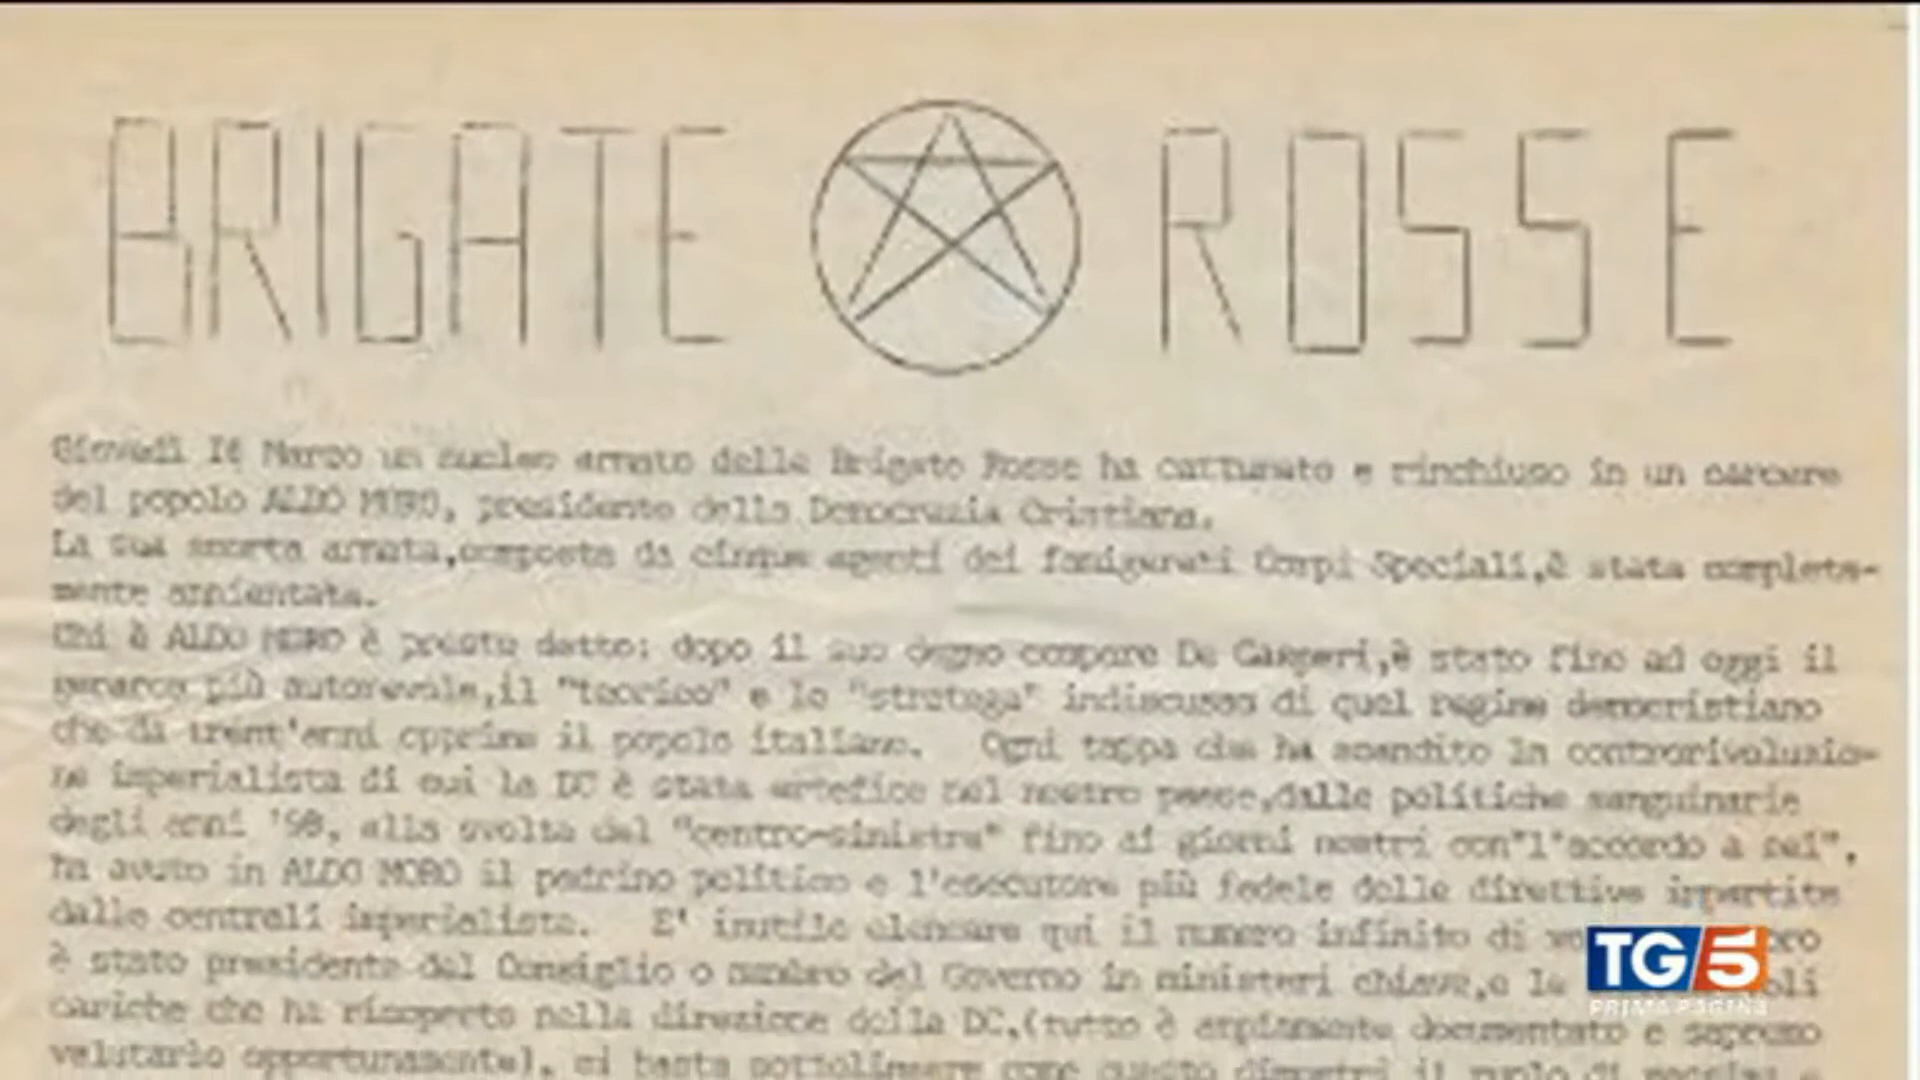 BRIGATE ROSSE
Giovedì 16 Marzo un nucleo armato delle Brigate Rosse ha catturato e rinchiuso in un carcere
del popolo ALDO MORO, presidente della Democrazia Cristiana.
La sua scorta armata,composta da cinque agenti dei famigerati Corpi Speciali,è stata completa-
mente annientata.
Chi è ALDO MORO è presto detto: dopo il suo degno compare De Gasperi,è stato fino ad oggi il
gerarca più autorevole,il "teorico" e lo "stratega" indiscusso di quel regime democristiano
che da trent'anni opprime il popolo italiano. Ogni tappa che ha scandito la controrivoluzio-
ne imperialista di cui la DC è stata artefice nel nostro paese,dalle politiche sanguinarie
degli anni '50, alla svolta del "centro-sinistra" fino ai giorni nostri con"l'accordo a sei",
ha avuto in ALDO MORO il padrino politico e l'esecutore più fedele delle direttive impartite
dalle centrali imperialiste. E' inutile elencare qui il numero infinito di
è stato presidente del Consiglio o membro del Governo in ministeri chiave,e le
cariche che ha ricoperto nella direzione della DC,(tutto è ampiamente documentato e sapremo
valutarlo opportunamente), ci basta sottolineare come questo dimostri il ruolo di
TG5
PRIMA PAGINA